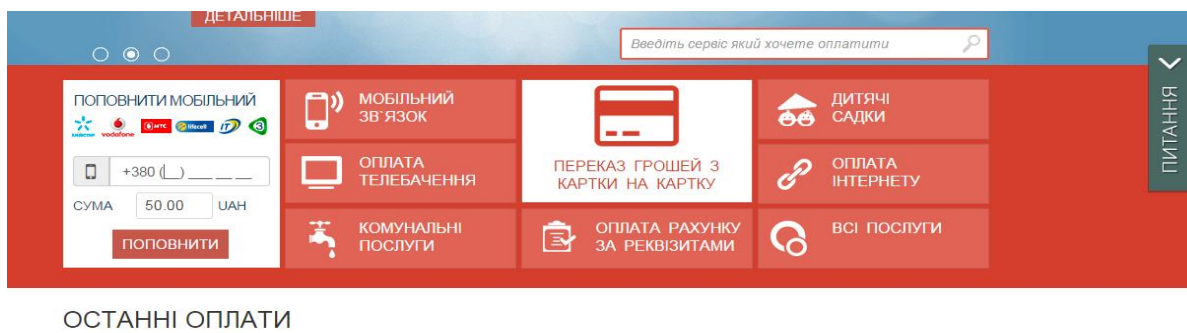 ДЕТАЛЬНІШЕ
Введіть сервіс який хочете оплатити
ПОПОВНИТИ МОБІЛЬНИЙ
vodafone МТС lifecell
+380 (__) ___ __ __
СУМА 50.00 UAH
ПОПОВНИТИ
МОБІЛЬНИЙ
ЗВ`ЯЗОК
ОПЛАТА
ТЕЛЕБАЧЕННЯ
КОМУНАЛЬНІ
ПОСЛУГИ
ПЕРЕКАЗ ГРОШЕЙ З
КАРТКИ НА КАРТКУ
ОПЛАТА РАХУНКУ
ЗА РЕКВІЗИТАМИ
ДИТЯЧІ
САДКИ
ОПЛАТА
ІНТЕРНЕТУ
ВСІ ПОСЛУГИ
ПИТАННЯ
ОСТАННІ ОПЛАТИ